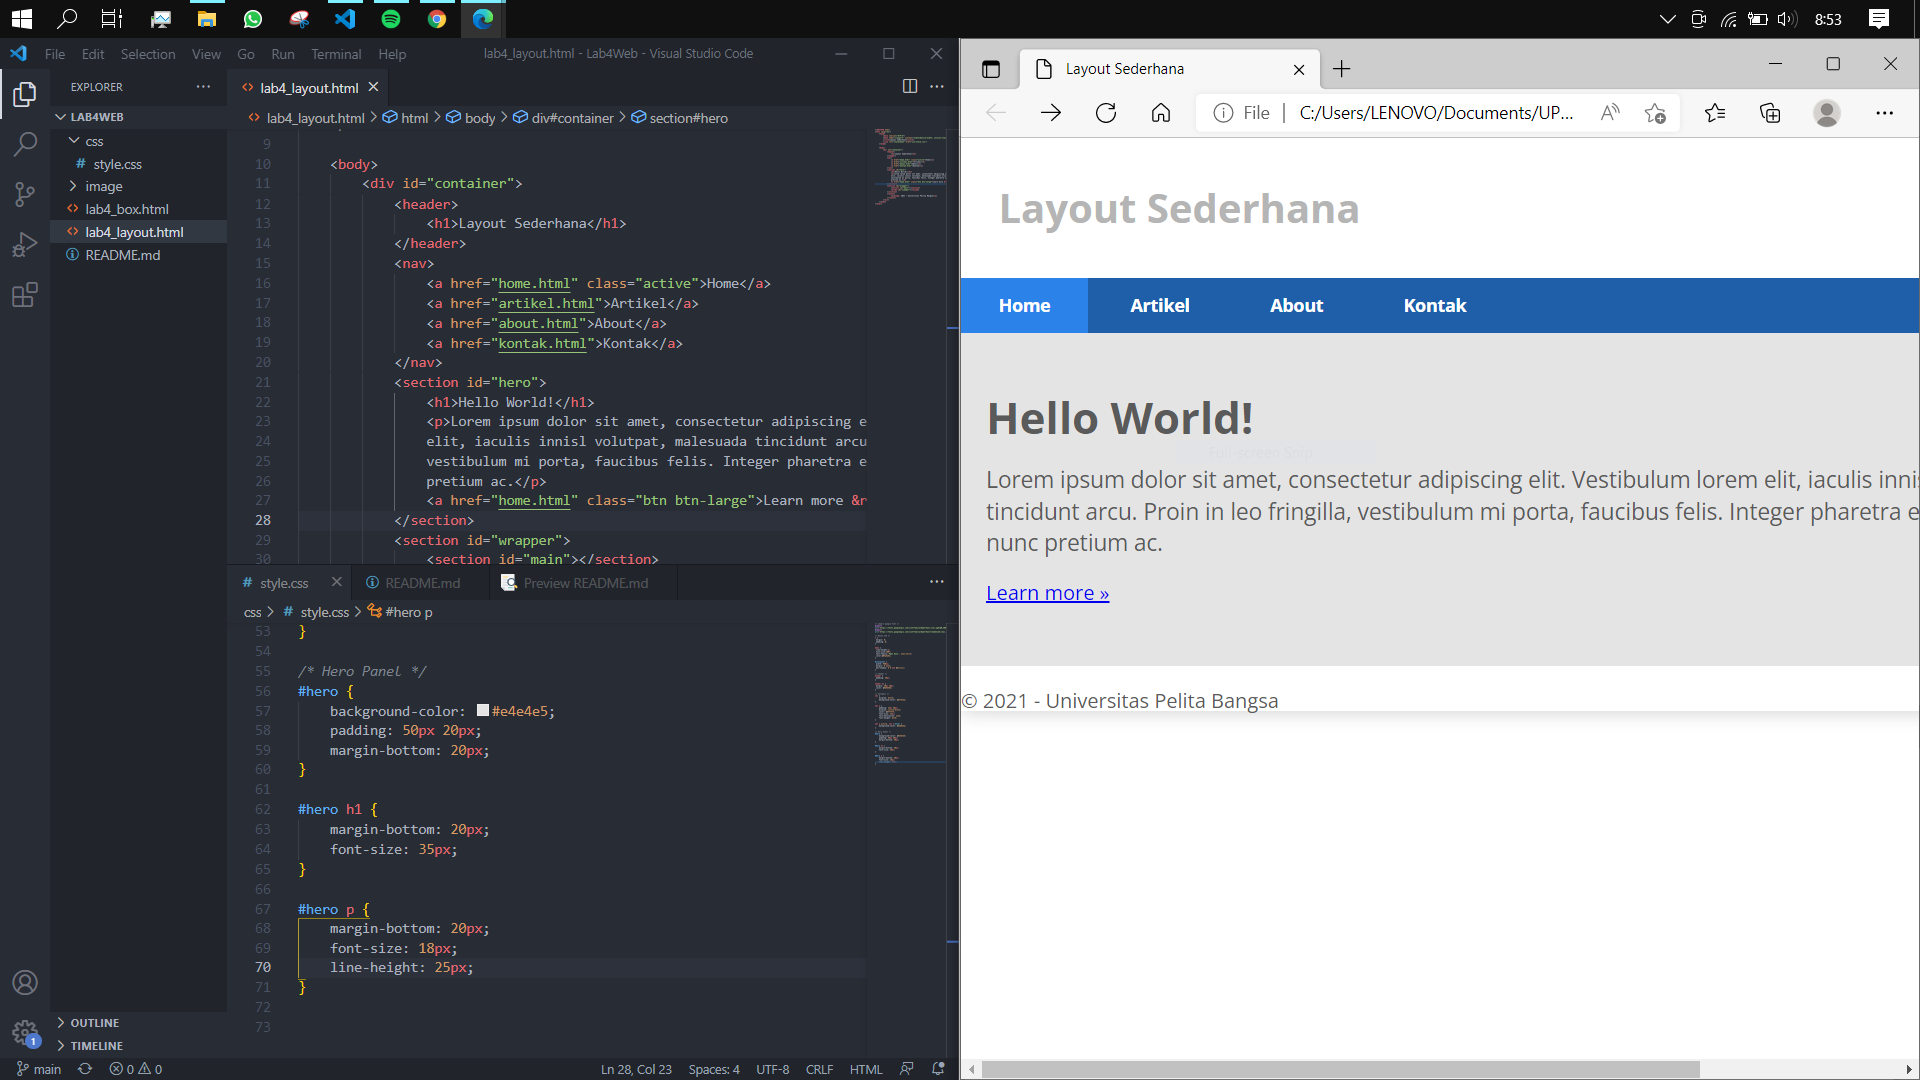 8:53
File Edit Selection View Go Run Terminal Help
lab4_layout.html - Lab4Web - Visual Studio Code
EXPLORER
LAB4WEB
css
style.css
image
lab4_box.html
lab4_layout.html
README.md
OUTLINE
TIMELINE
lab4_layout.html
lab4_layout.html > html > body > div#container > section#hero
9
10 <body>
11 <div id="container">
12 <header>
13 <h1>Layout Sederhana</h1>
14 </header>
15 <nav>
16 <a href="home.html" class="active">Home</a>
17 <a href="artikel.html">Artikel</a>
18 <a href="about.html">About</a>
19 <a href="kontak.html">Kontak</a>
20 </nav>
21 <section id="hero">
22 <h1>Hello World!</h1>
23 <p>Lorem ipsum dolor sit amet, consectetur adipiscing e
24 elit, iaculis innisl volutpat, malesuada tincidunt arcu
25 vestibulum mi porta, faucibus felis. Integer pharetra e
26 pretium ac.</p>
27 <a href="home.html" class="btn btn-large">Learn more &r
28 </section>
29 <section id="wrapper">
30 <section id="main"></section>
style.css README.md Preview README.md
css > style.css > #hero p
53 }
54
55 /* Hero Panel */
56 #hero {
57 background-color: #e4e4e5;
58 padding: 50px 20px;
59 margin-bottom: 20px;
60 }
61
62 #hero h1 {
63 margin-bottom: 20px;
64 font-size: 35px;
65 }
66
67 #hero p {
68 margin-bottom: 20px;
69 font-size: 18px;
70 line-height: 25px;
71 }
72
73
1
main 0 0 Ln 28, Col 23 Spaces: 4 UTF-8 CRLF HTML
Layout Sederhana
File | C:/Users/LENOVO/Documents/UP...
Layout Sederhana
Home Artikel About Kontak
Hello World!
Lorem ipsum dolor sit amet, consectetur adipiscing elit. Vestibulum lorem elit, iaculis inni
tincidunt arcu. Proin in leo fringilla, vestibulum mi porta, faucibus felis. Integer pharetra e
nunc pretium ac.
Learn more »
© 2021 - Universitas Pelita Bangsa